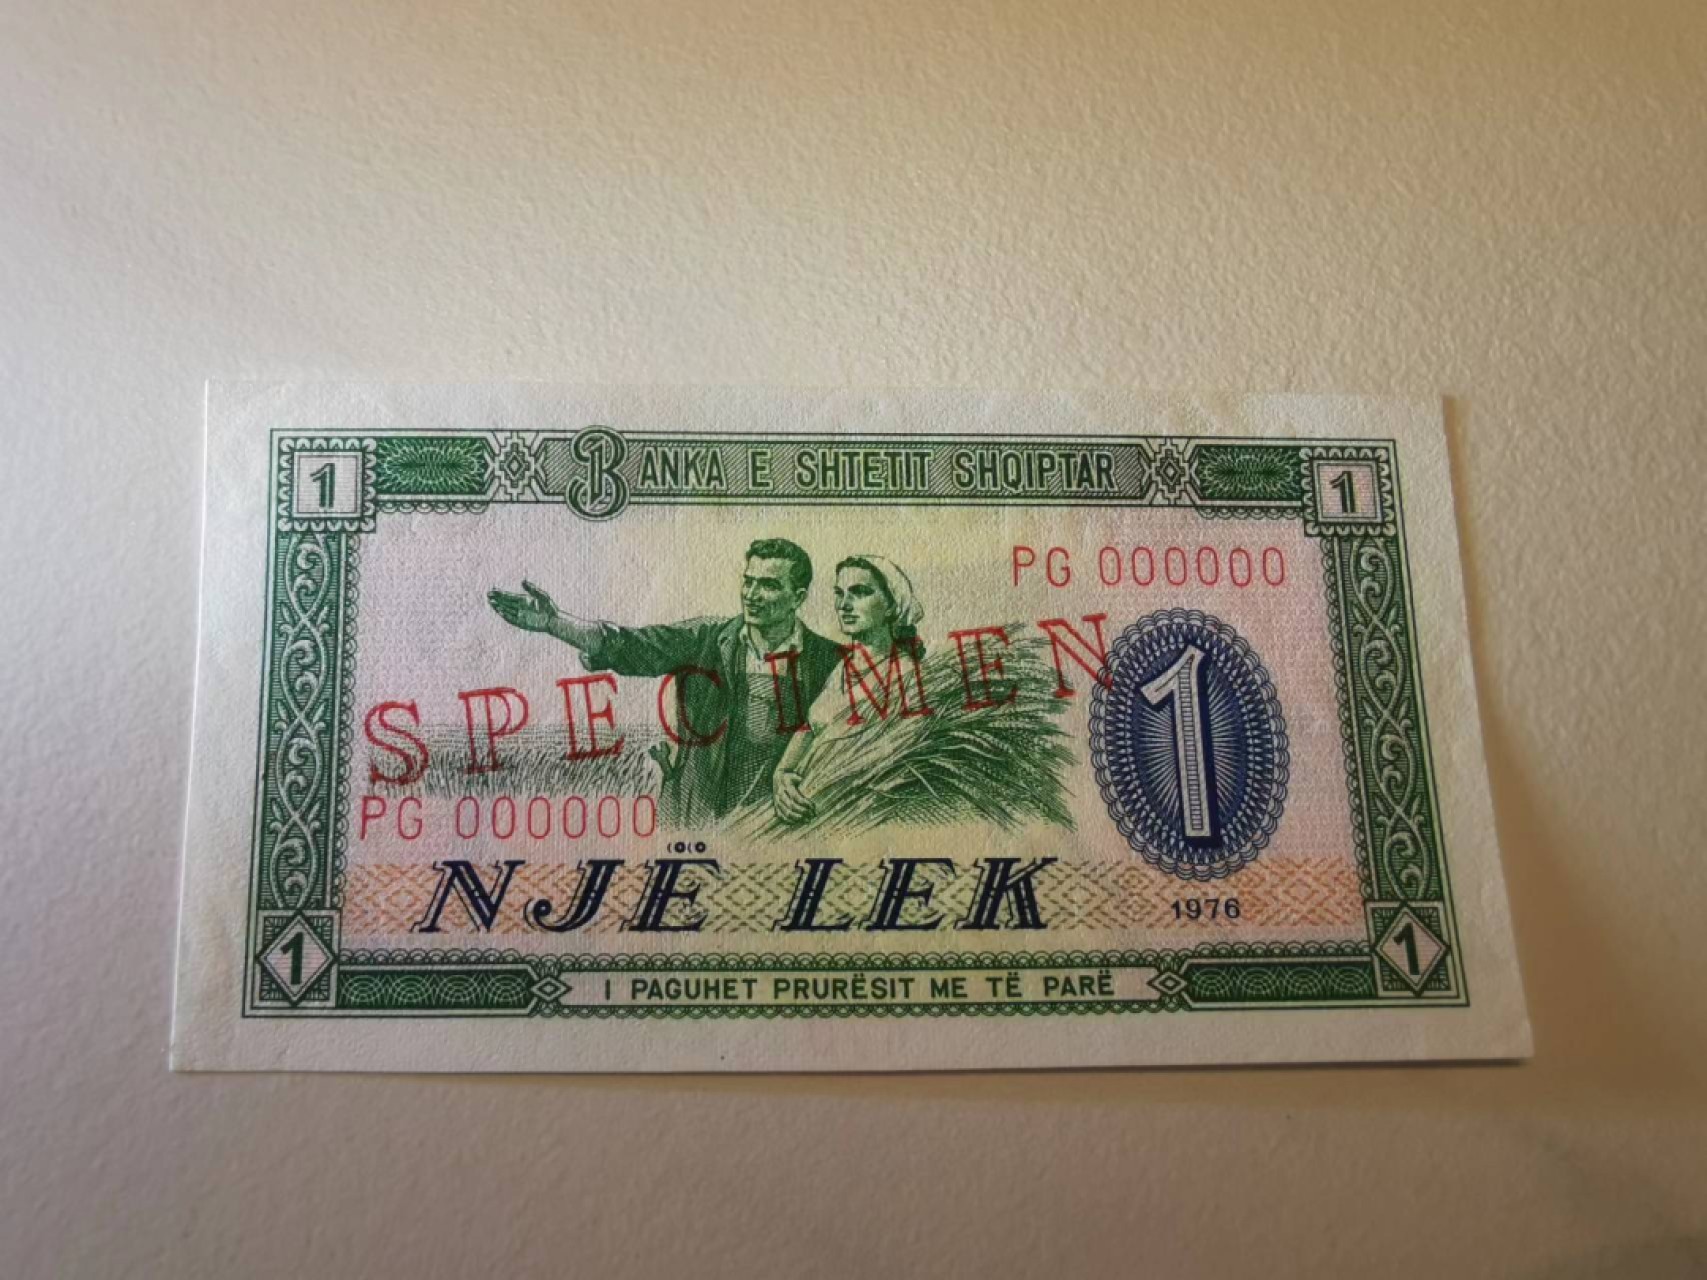 1 BANKA E SHTETIT SHQIPTAR 1
PG 000000
SPECIMEN
1
PG 000000
NJË LEK
1976
1 I PAGUHET PRURËSIT ME TË PARË 1